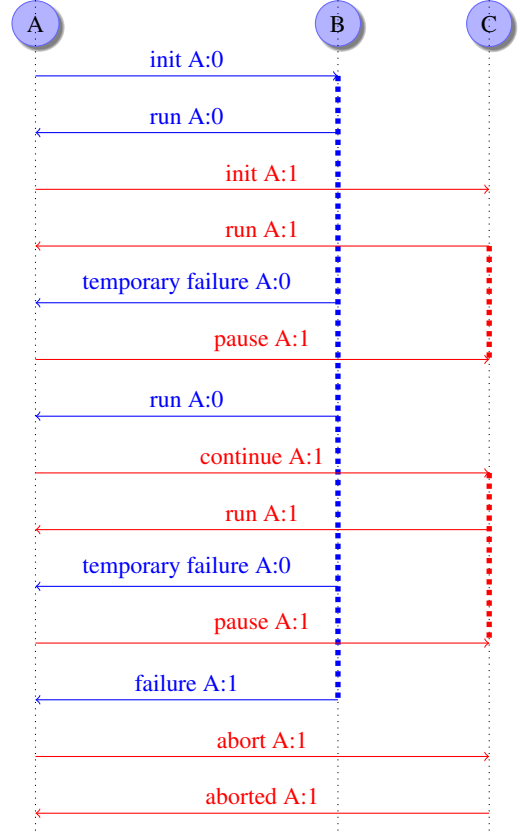 A B C
init A:0
run A:0
init A:1
run A:1
temporary failure A:0
pause A:1
run A:0
continue A:1
run A:1
temporary failure A:0
pause A:1
failure A:1
abort A:1
aborted A:1